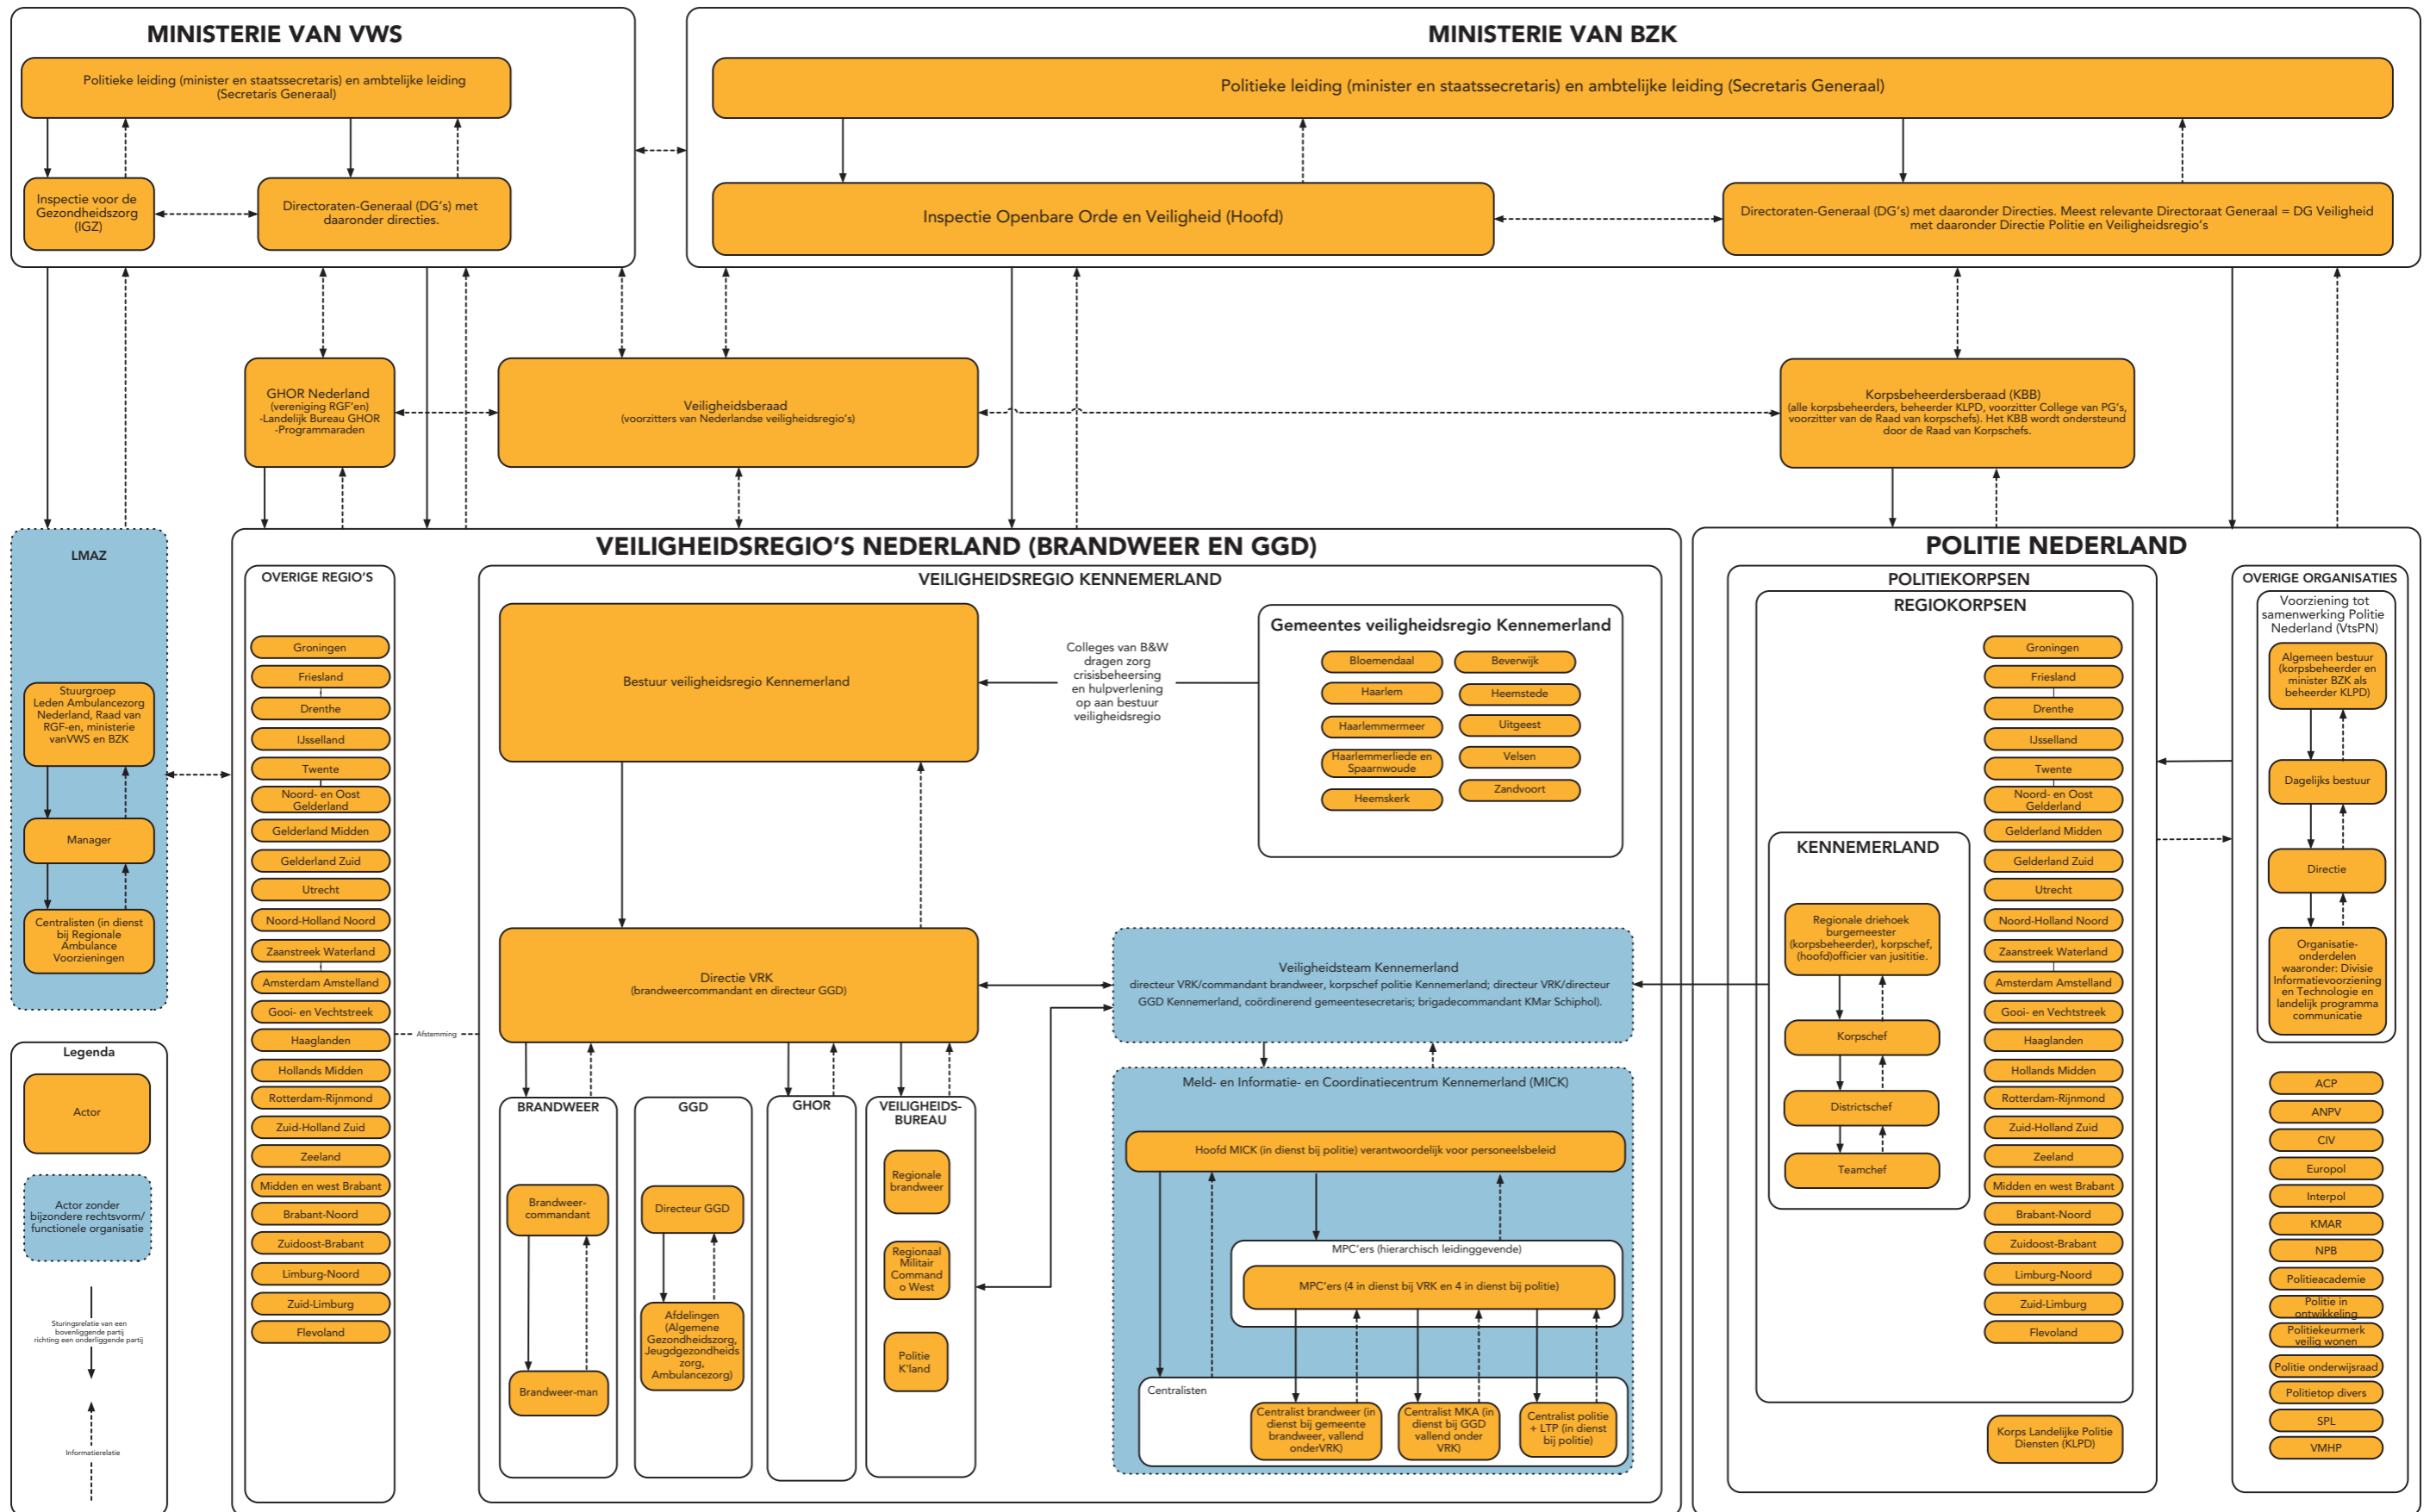 MINISTERIE VAN VWS
Politieke leiding (minister en staatssecretaris) en ambtelijke leiding
(Secretaris Generaal)
Inspectie voor de
Gezondheidszorg
(IGZ)
Directoraten-Generaal (DG's) met
daaronder directies.
MINISTERIE VAN BZK
Politieke leiding (minister en staatssecretaris) en ambtelijke leiding (Secretaris Generaal)
Inspectie Openbare Orde en Veiligheid (Hoofd)
Directoraten-Generaal (DG's) met daaronder Directies. Meest relevante Directoraat Generaal = DG Veiligheid
met daaronder Directie Politie en Veiligheidsregio's
GHOR Nederland
(vereniging RGF'en)
-Landelijk Bureau GHOR
-Programmaraden
Veiligheidsberaad
(voorzitters van Nederlandse veiligheidsregio's)
Korpsbeheerdersberaad (KBB)
(alle korpsbeheerders, beheerder KLPD, voorzitter College van PG's,
voorzitter van de Raad van korpschefs). Het KBB wordt ondersteund
door de Raad van Korpschefs.
LMAZ
Stuurgroep
Leden Ambulancezorg
Nederland, Raad van
RGF-en, ministerie
vanVWS en BZK
Manager
Centralisten (in dienst
bij Regionale
Ambulance
Voorzieningen
Legenda
Actor
Actor zonder
bijzondere rechtsvorm/
functionele organisatie
Sturingsrelatie van een
bovenliggende partij
richting een onderliggende partij
Informatierelatie
VEILIGHEIDSREGIO'S NEDERLAND (BRANDWEER EN GGD)
OVERIGE REGIO'S
Groningen
Friesland
Drenthe
IJsselland
Twente
Noord- en Oost
Gelderland
Gelderland Midden
Gelderland Zuid
Utrecht
Noord-Holland Noord
Zaanstreek Waterland
Amsterdam Amstelland
Gooi- en Vechtstreek
Haaglanden
Hollands Midden
Rotterdam-Rijnmond
Zuid-Holland Zuid
Zeeland
Midden en west Brabant
Brabant-Noord
Zuidoost-Brabant
Limburg-Noord
Zuid-Limburg
Flevoland
Afstemming
VEILIGHEIDSREGIO KENNEMERLAND
Bestuur veiligheidsregio Kennemerland
Colleges van B&W
dragen zorg
crisisbeheersing
en hulpverlening
op aan bestuur
veiligheidsregio
Gemeentes veiligheidsregio Kennemerland
Bloemendaal
Haarlem
Haarlemmermeer
Haarlemmerliede en
Spaarnwoude
Heemskerk
Beverwijk
Heemstede
Uitgeest
Velsen
Zandvoort
Directie VRK
(brandweercommandant en directeur GGD)
Veiligheidsteam Kennemerland
directeur VRK/commandant brandweer, korpschef politie Kennemerland; directeur VRK/directeur
GGD Kennemerland, coördinerend gemeentesecretaris; brigadecommandant KMar Schiphol).
BRANDWEER
Brandweer-
commandant
Brandweer-man
GGD
Directeur GGD
Afdelingen
(Algemene
Gezondheidszorg,
Jeugdgezondheids
zorg,
Ambulancezorg)
GHOR
VEILIGHEIDS-
BUREAU
Regionale
brandweer
Regionaal
Militair
Command
o West
Politie
K'land
Meld- en Informatie- en Coordinatiecentrum Kennemerland (MICK)
Hoofd MICK (in dienst bij politie) verantwoordelijk voor personeelsbeleid
MPC'ers (hierarchisch leidinggevende)
MPC'ers (4 in dienst bij VRK en 4 in dienst bij politie)
Centralisten
Centralist brandweer (in
dienst bij gemeente
brandweer, vallend
onderVRK)
Centralist MKA (in
dienst bij GGD
vallend onder
VRK)
Centralist politie
+ LTP (in dienst
bij politie)
POLITIE NEDERLAND
POLITIEKORPSEN
REGIOKORPSEN
KENNEMERLAND
Regionale driehoek
burgemeester
(korpsbeheerder), korpschef,
(hoofd)officier van jusititie.
Korpschef
Districtschef
Teamchef
Groningen
Friesland
Drenthe
IJsselland
Twente
Noord- en Oost
Gelderland
Gelderland Midden
Gelderland Zuid
Utrecht
Noord-Holland Noord
Zaanstreek Waterland
Amsterdam Amstelland
Gooi- en Vechtstreek
Haaglanden
Hollands Midden
Rotterdam-Rijnmond
Zuid-Holland Zuid
Zeeland
Midden en west Brabant
Brabant-Noord
Zuidoost-Brabant
Limburg-Noord
Zuid-Limburg
Flevoland
Korps Landelijke Politie
Diensten (KLPD)
OVERIGE ORGANISATIES
Voorziening tot
samenwerking Politie
Nederland (VtsPN)
Algemeen bestuur
(korpsbeheerder en
minister BZK als
beheerder KLPD)
Dagelijks bestuur
Directie
Organisatie-
onderdelen
waaronder: Divisie
Informatievoorziening
en Technologie en
landelijk programma
communicatie
ACP
ANPV
CIV
Europol
Interpol
KMAR
NPB
Politieacademie
Politie in
ontwikkeling
Politiekeurmerk
veilig wonen
Politie onderwijsraad
Politietop divers
SPL
VMHP